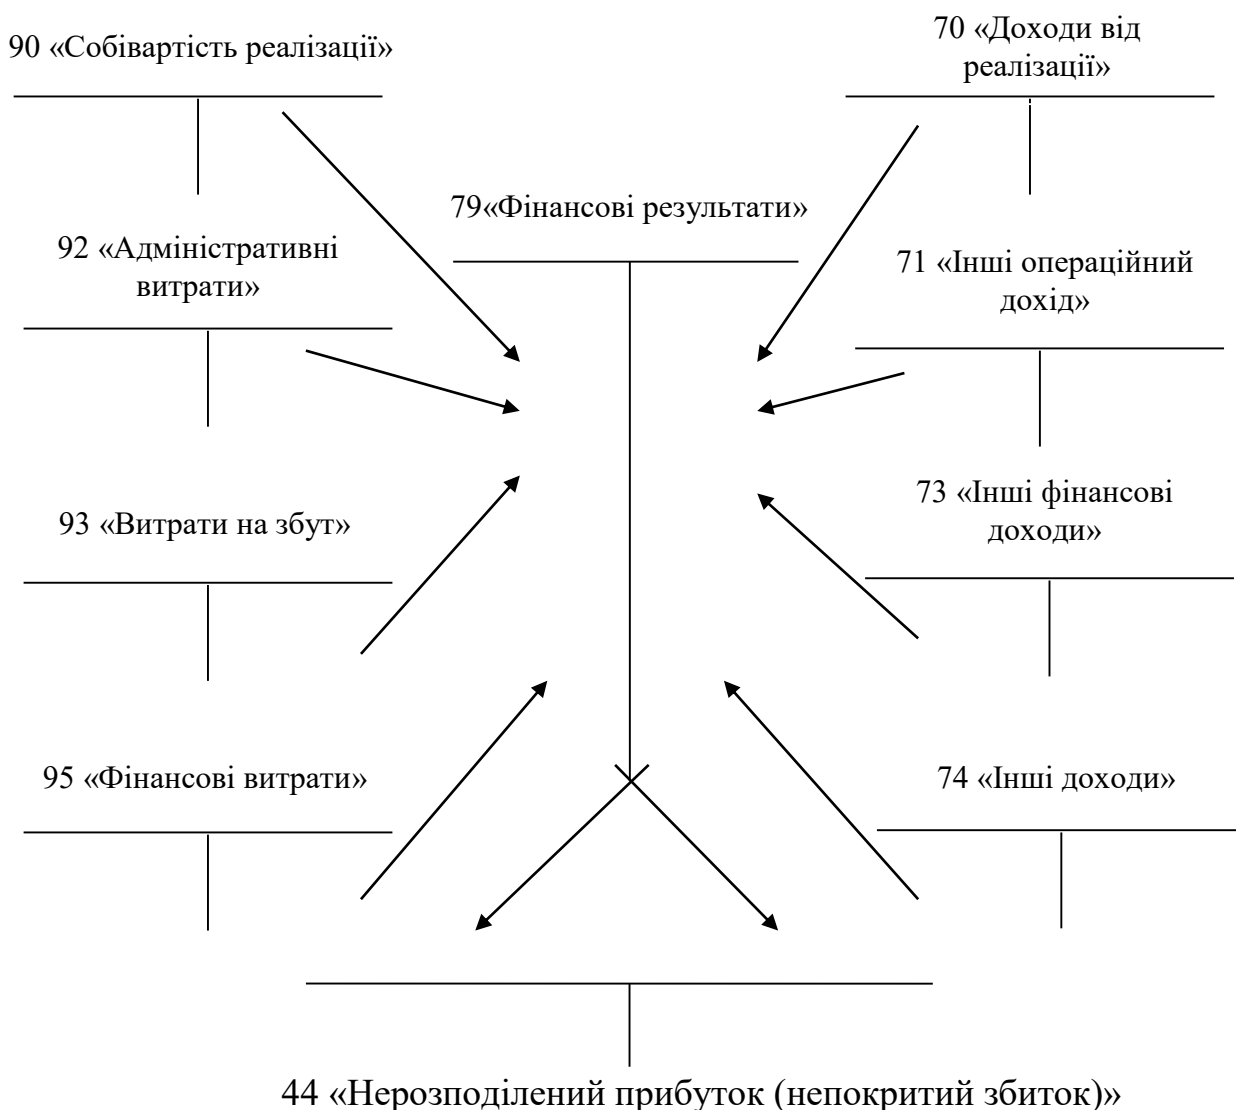 90 «Собівартість реалізації»
70 «Доходи від
реалізації»
79«Фінансові результати»
92 «Адміністративні
витрати»
71 «Інші операційний
дохід»
93 «Витрати на збут»
73 «Інші фінансові
доходи»
95 «Фінансові витрати»
74 «Інші доходи»
44 «Нерозподілений прибуток (непокритий збиток)»